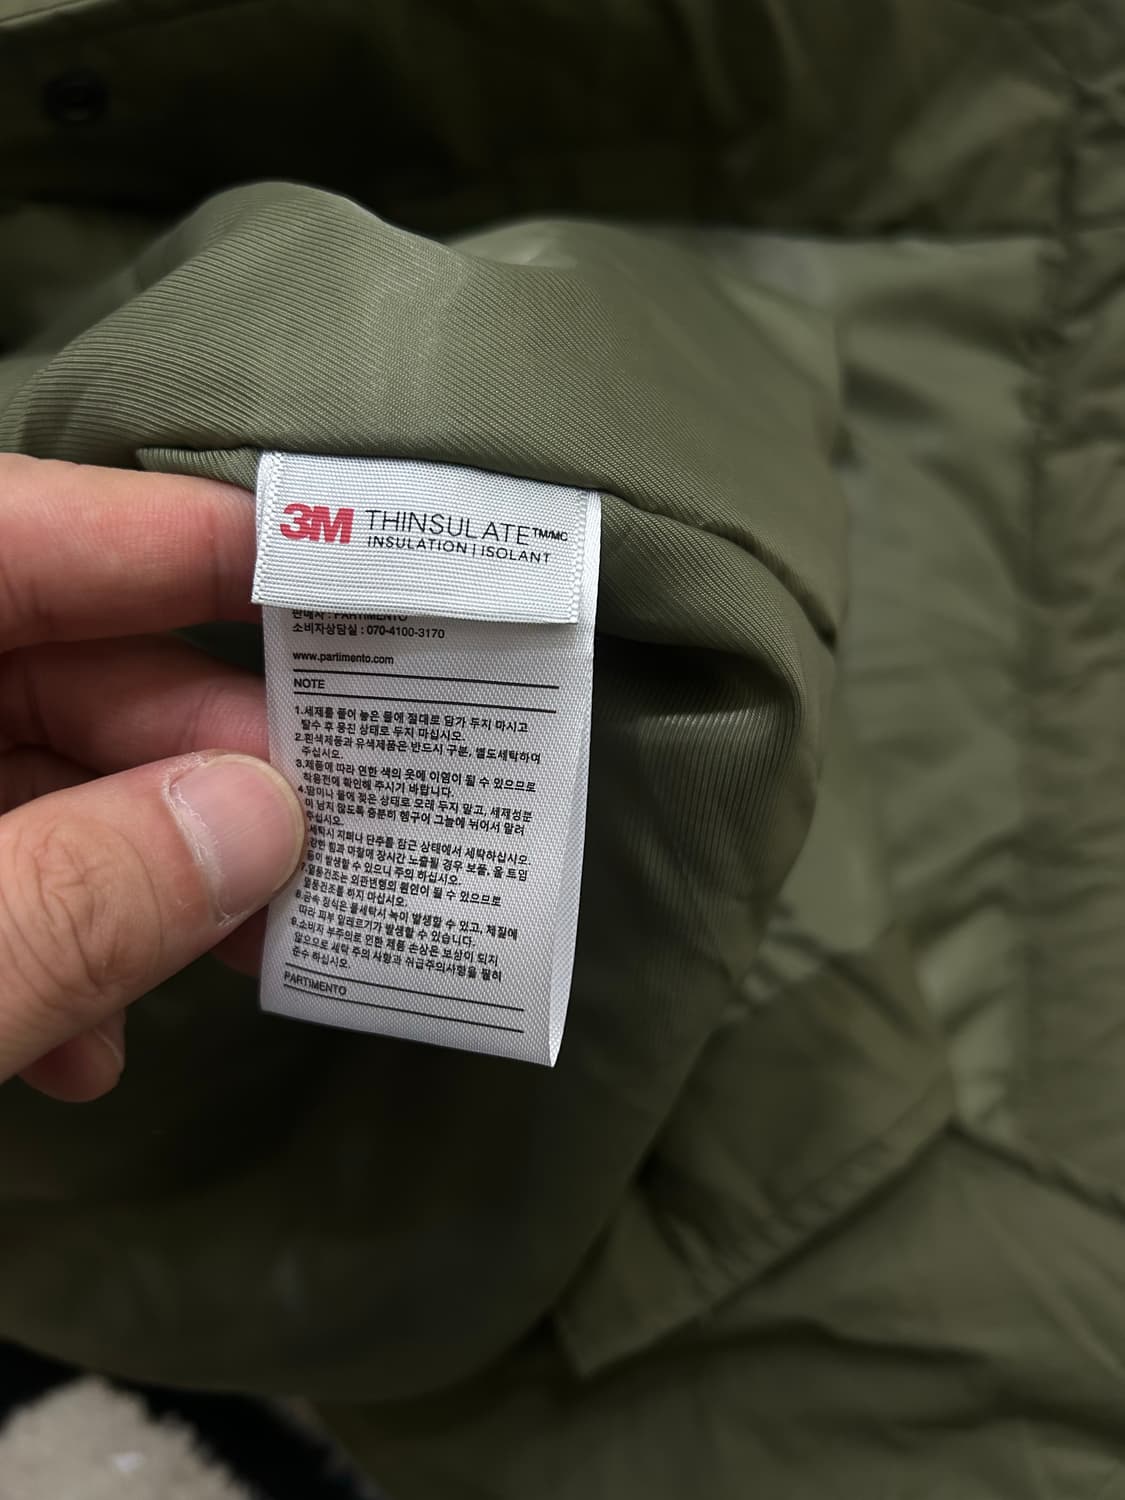 3M THINSULATE™/MC
INSULATION | ISOLANT
판매자 : PARTIMENTO
소비자상담실 : 070-4100-3170
www.partimento.com
NOTE
1.세제를 풀어 놓은 물에 절대로 담가 두지 마시고
탈수 후 뭉친 상태로 두지 마십시오.
2.흰색제품과 유색제품은 반드시 구분, 별도세탁하여
주십시오.
3.제품에 따라 연한 색의 옷에 이염이 될 수 있으므로
착용전에 확인해 주시기 바랍니다.
4.땀이나 물에 젖은 상태로 오래 두지 말고, 세제성분
이 남지 않도록 충분히 헹구어 그늘에 뉘어서 말려
주십시오.
세탁시 지퍼나 단추를 잠근 상태에서 세탁하십시오.
강한 힘과 마찰에 장시간 노출될 경우 보풀, 올 트임
등이 발생할 수 있으니 주의 하십시오.
7.열풍건조는 외관변형의 원인이 될 수 있으므로
열풍건조를 하지 마십시오.
8.금속 장식은 물세탁시 녹이 발생할 수 있고, 체질에
따라 피부 알레르기가 발생할 수 있습니다.
9.소비자 부주의로 인한 제품 손상은 보상이 되지
않으므로 세탁 주의 사항과 취급주의사항을 필히
준수 하십시오.
PARTIMENTO